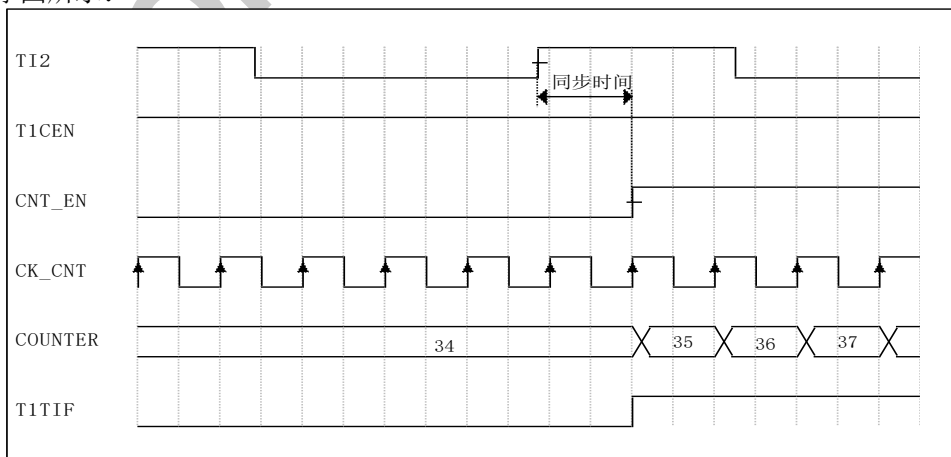 TI2
同步时间
T1CEN
CNT_EN
CK_CNT
COUNTER
34
35
36
37
T1TIF